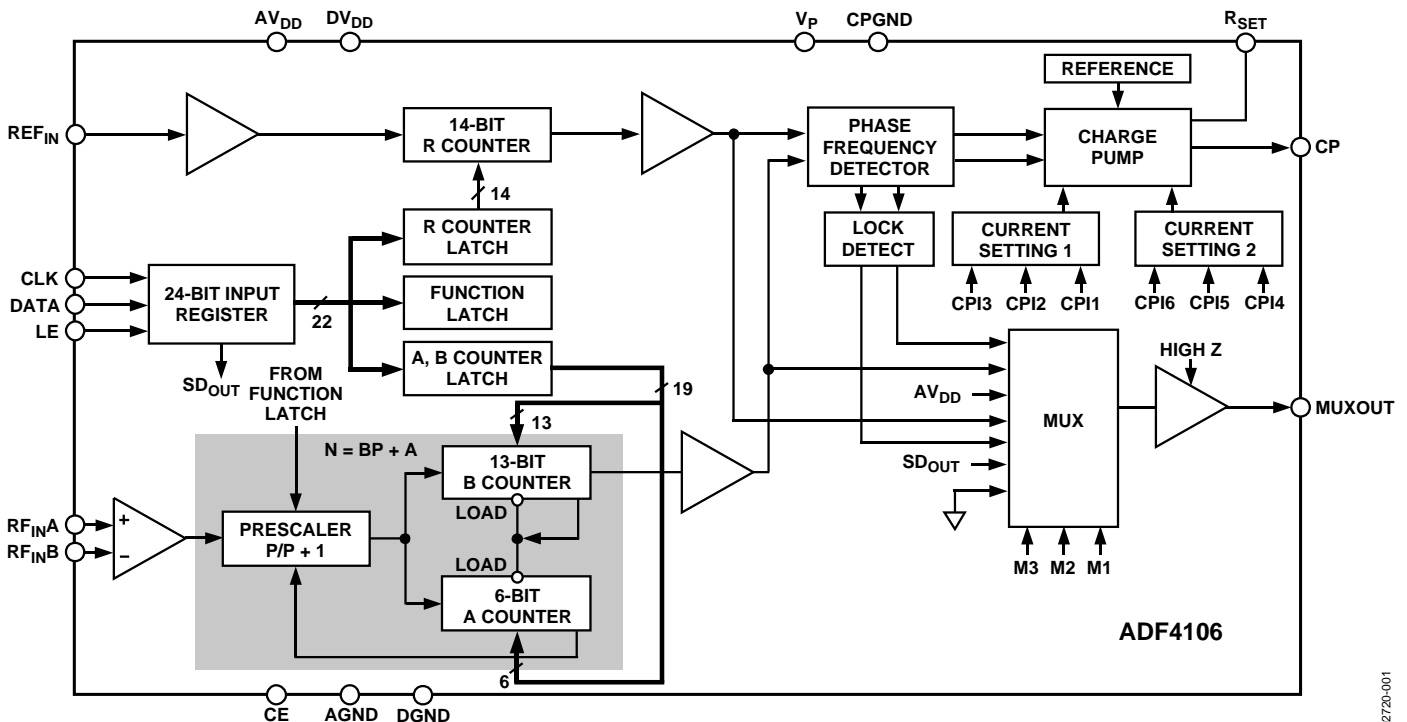 AVDD
DVDD
VP
CPGND
RSET
REFERENCE
REFIN
14-BIT
R COUNTER
PHASE
FREQUENCY
DETECTOR
CHARGE
PUMP
CP
14
R COUNTER
LATCH
LOCK
DETECT
CURRENT
SETTING 1
CURRENT
SETTING 2
CLK
DATA
LE
24-BIT INPUT
REGISTER
22
FUNCTION
LATCH
CPI3
CPI2
CPI1
CPI6
CPI5
CPI4
A, B COUNTER
LATCH
SDOUT
FROM
FUNCTION
LATCH
19
13
HIGH Z
AVDD
MUX
MUXOUT
SDOUT
N = BP + A
13-BIT
B COUNTER
LOAD
RFINA
RFINB
+
–
PRESCALER
P/P + 1
LOAD
6-BIT
A COUNTER
M3
M2
M1
ADF4106
6
CE
AGND
DGND
2720-001